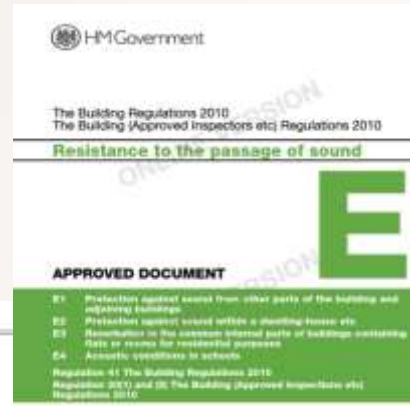 HM Government
The Building Regulations 2010
The Building (Approved Inspectors etc) Regulations 2010
Resistance to the passage of sound
ONLINE VERSION
E
ONLINE VERSION
APPROVED DOCUMENT
E1 Protection against sound from other parts of the building and
adjoining buildings
E2 Protection against sound within a dwelling-house etc
E3 Reverberation in the common internal parts of buildings containing
flats or rooms for residential purposes
E4 Acoustic conditions in schools
Regulation 41 The Building Regulations 2010
Regulation 20(1) and (5) The Building (Approved Inspectors etc)
Regulations 2010